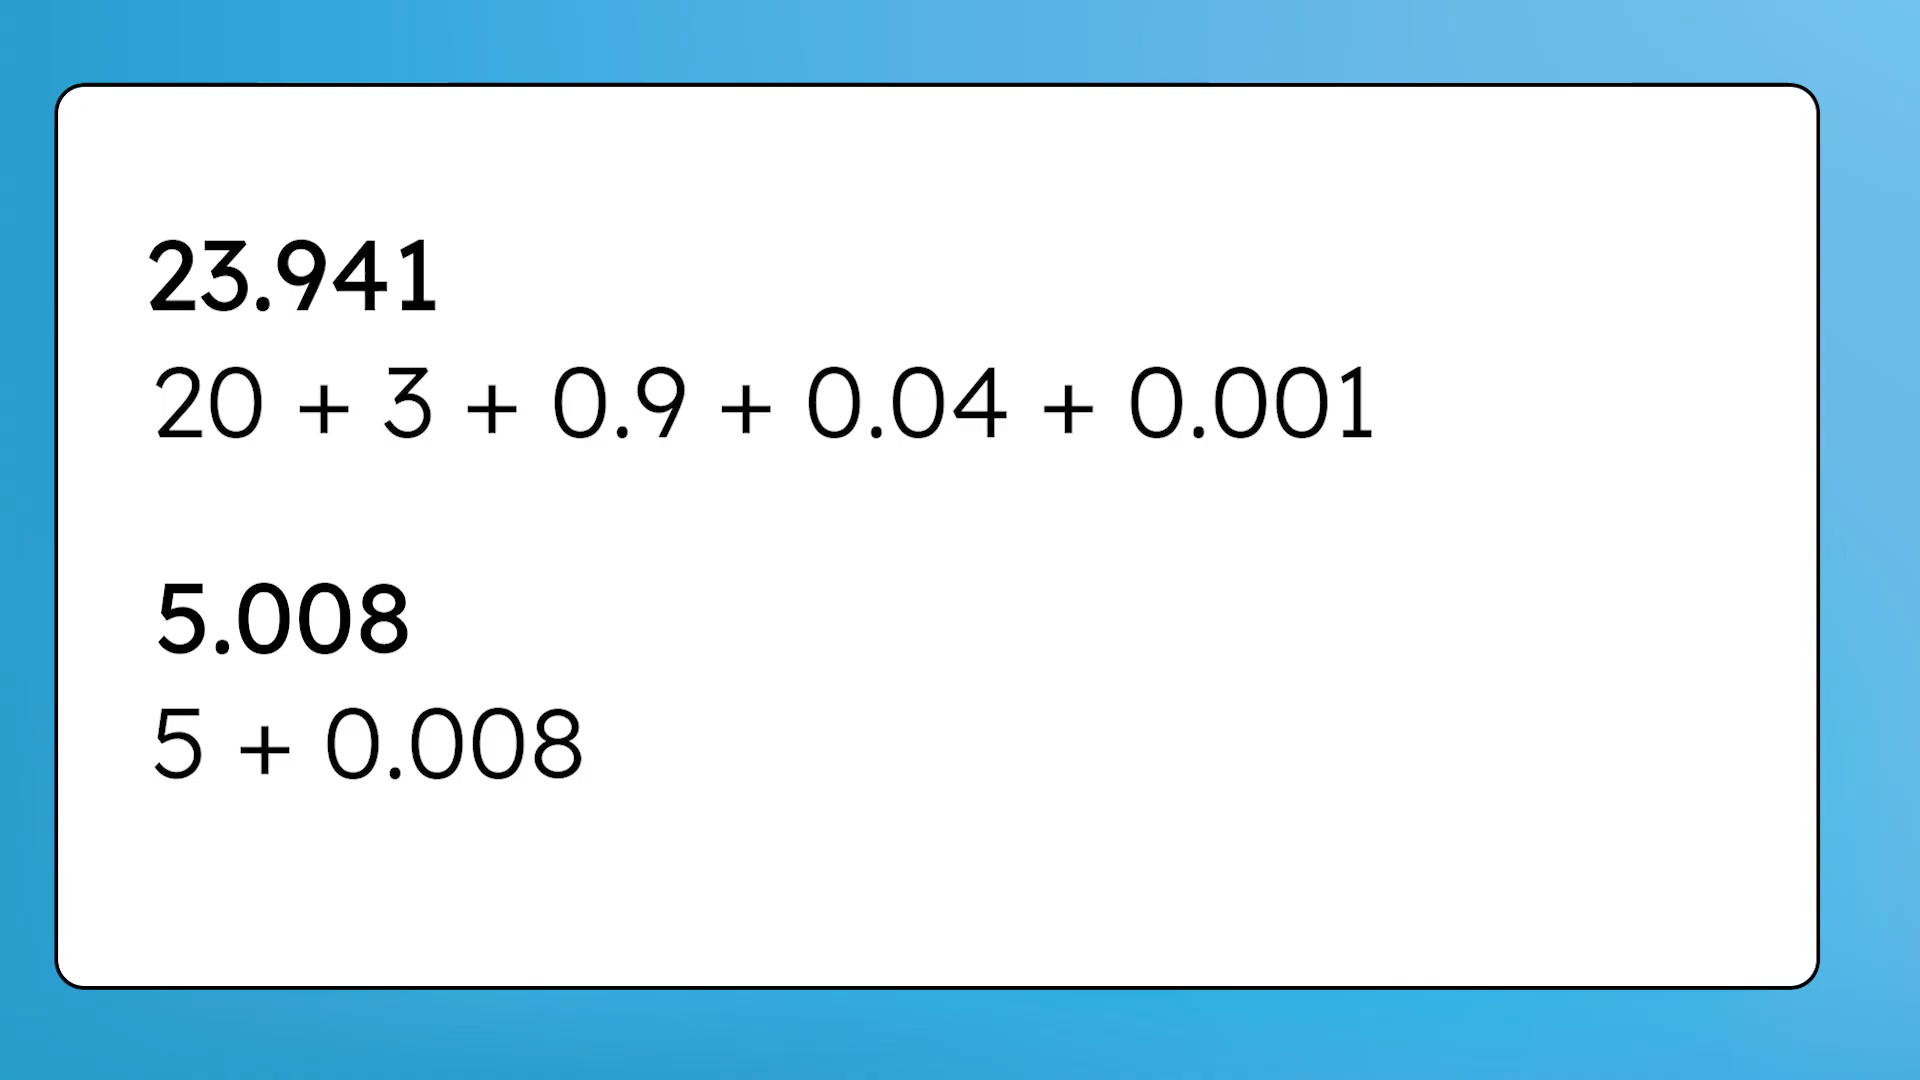 23.941
20 + 3 + 0.9 + 0.04 + 0.001
5.008
5 + 0.008